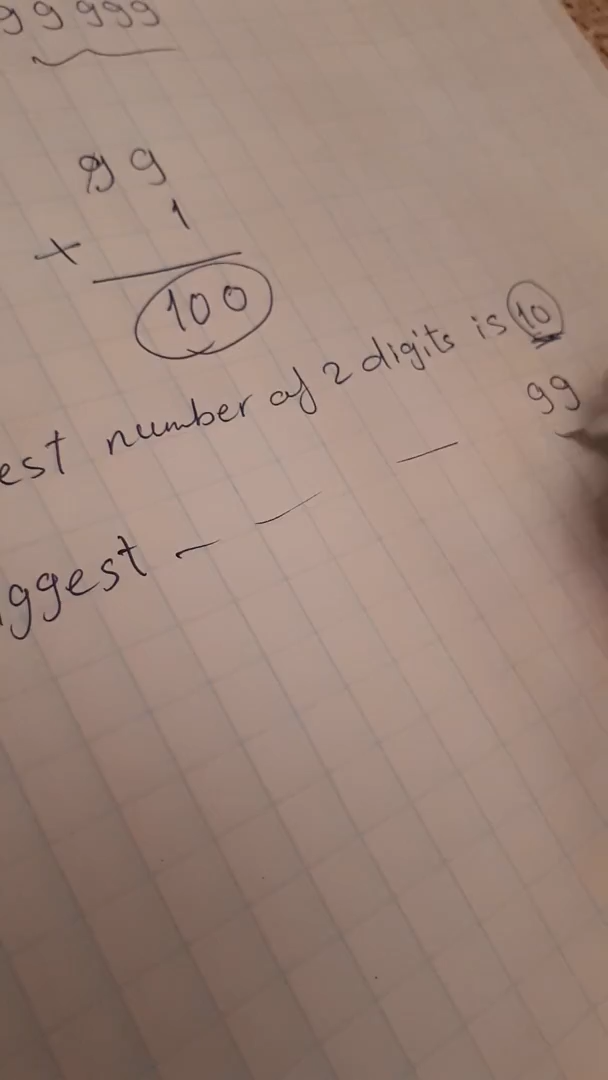 99999
99
+ 1
100
est number of 2 digits is 10
ggest - - - 99